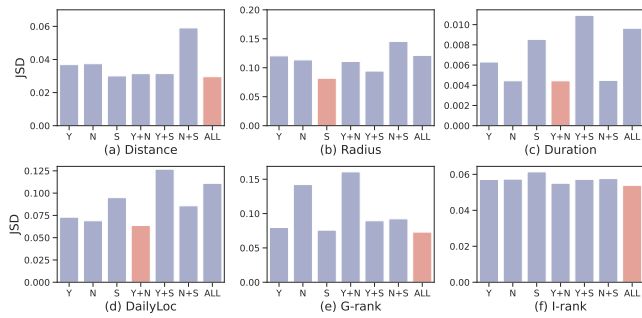 JSD
0.06
0.04
0.02
0.00
Y N S Y+N Y+S N+S ALL
(a) Distance
0.20
0.15
0.10
0.05
0.00
Y N S Y+N Y+S N+S ALL
(b) Radius
0.010
0.008
0.006
0.004
0.002
0.000
Y N S Y+N Y+S N+S ALL
(c) Duration
JSD
0.125
0.100
0.075
0.050
0.025
0.000
Y N S Y+N Y+S N+S ALL
(d) DailyLoc
0.15
0.10
0.05
0.00
Y N S Y+N Y+S N+S ALL
(e) G-rank
0.06
0.04
0.02
0.00
Y N S Y+N Y+S N+S ALL
(f) I-rank